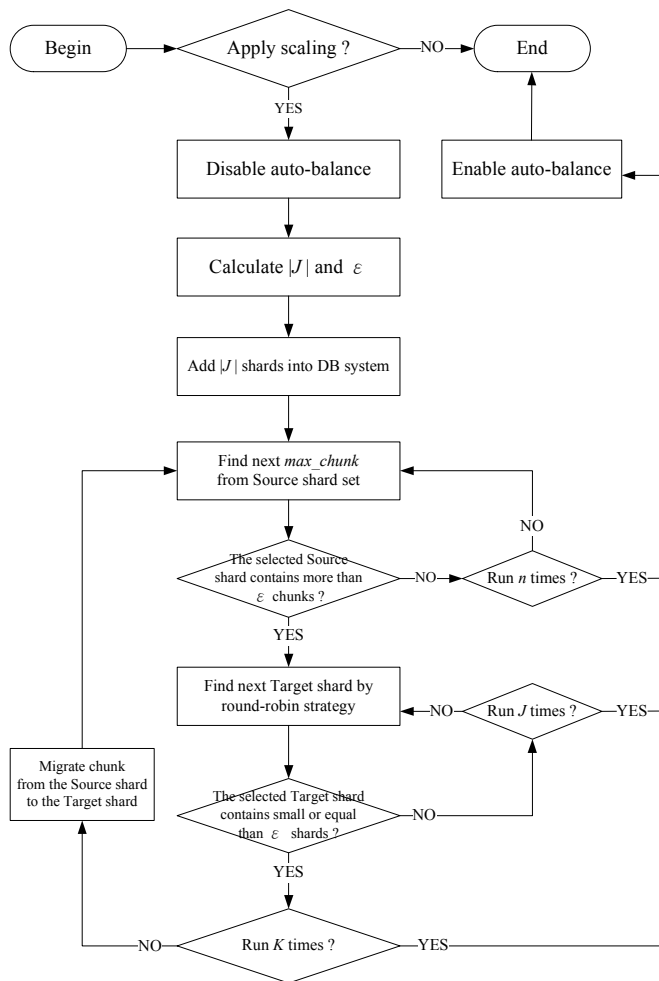 Begin
Apply scaling ?
NO
End
YES
Disable auto-balance
Enable auto-balance
Calculate |J | and ε
Add |J | shards into DB system
Find next max_chunk
from Source shard set
NO
The selected Source
shard contains more than
ε chunks ?
NO
Run n times ?
YES
YES
Find next Target shard by
round-robin strategy
NO
Run J times ?
YES
Migrate chunk
from the Source shard
to the Target shard
The selected Target shard
contains small or equal
than ε shards ?
NO
YES
NO
Run K times ?
YES